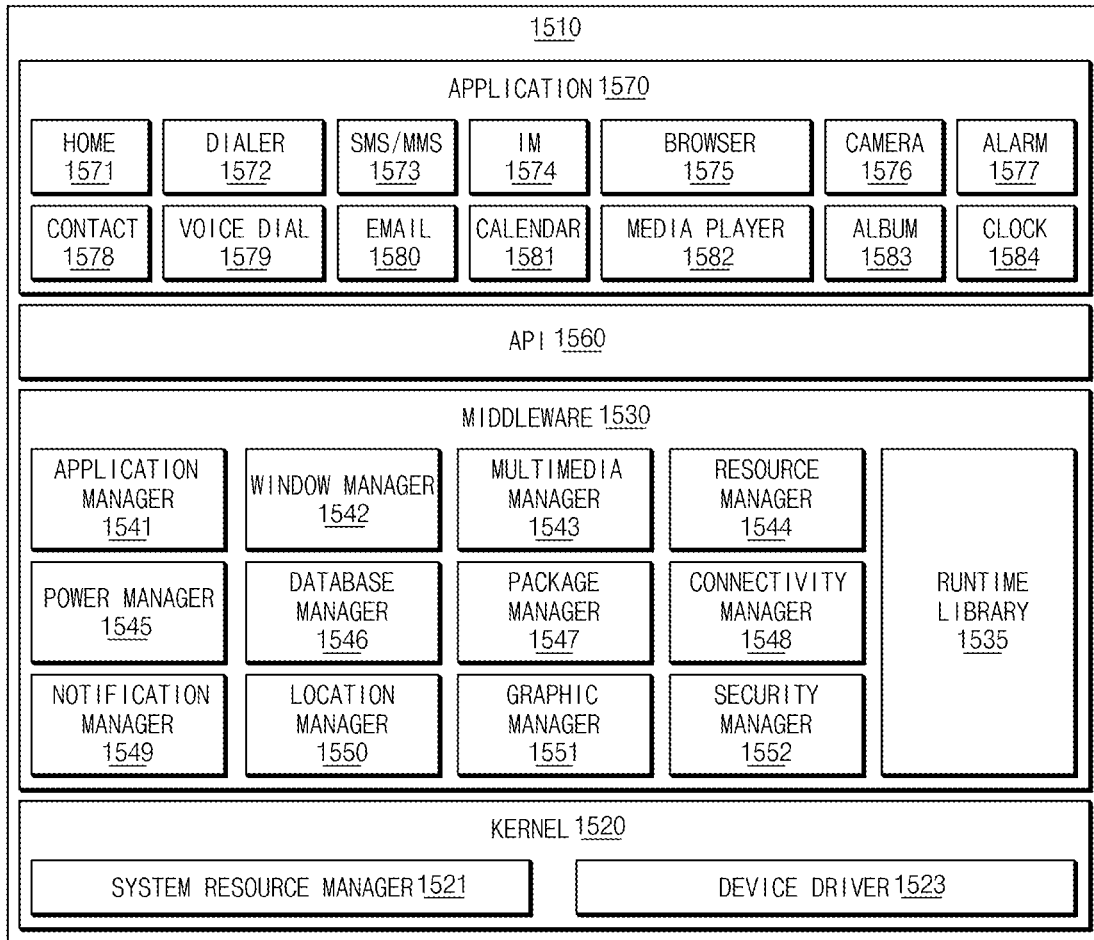 1510
APPLICATION 1570
HOME
1571
DIALER
1572
SMS/MMS
1573
IM
1574
BROWSER
1575
CAMERA
1576
ALARM
1577
CONTACT
1578
VOICE DIAL
1579
EMAIL
1580
CALENDAR
1581
MEDIA PLAYER
1582
ALBUM
1583
CLOCK
1584
API 1560
MIDDLEWARE 1530
APPLICATION
MANAGER
1541
WINDOW MANAGER
1542
MULTIMEDIA
MANAGER
1543
RESOURCE
MANAGER
1544
POWER MANAGER
1545
DATABASE
MANAGER
1546
PACKAGE
MANAGER
1547
CONNECTIVITY
MANAGER
1548
NOTIFICATION
MANAGER
1549
LOCATION
MANAGER
1550
GRAPHIC
MANAGER
1551
SECURITY
MANAGER
1552
RUNTIME
LIBRARY
1535
KERNEL 1520
SYSTEM RESOURCE MANAGER 1521
DEVICE DRIVER 1523